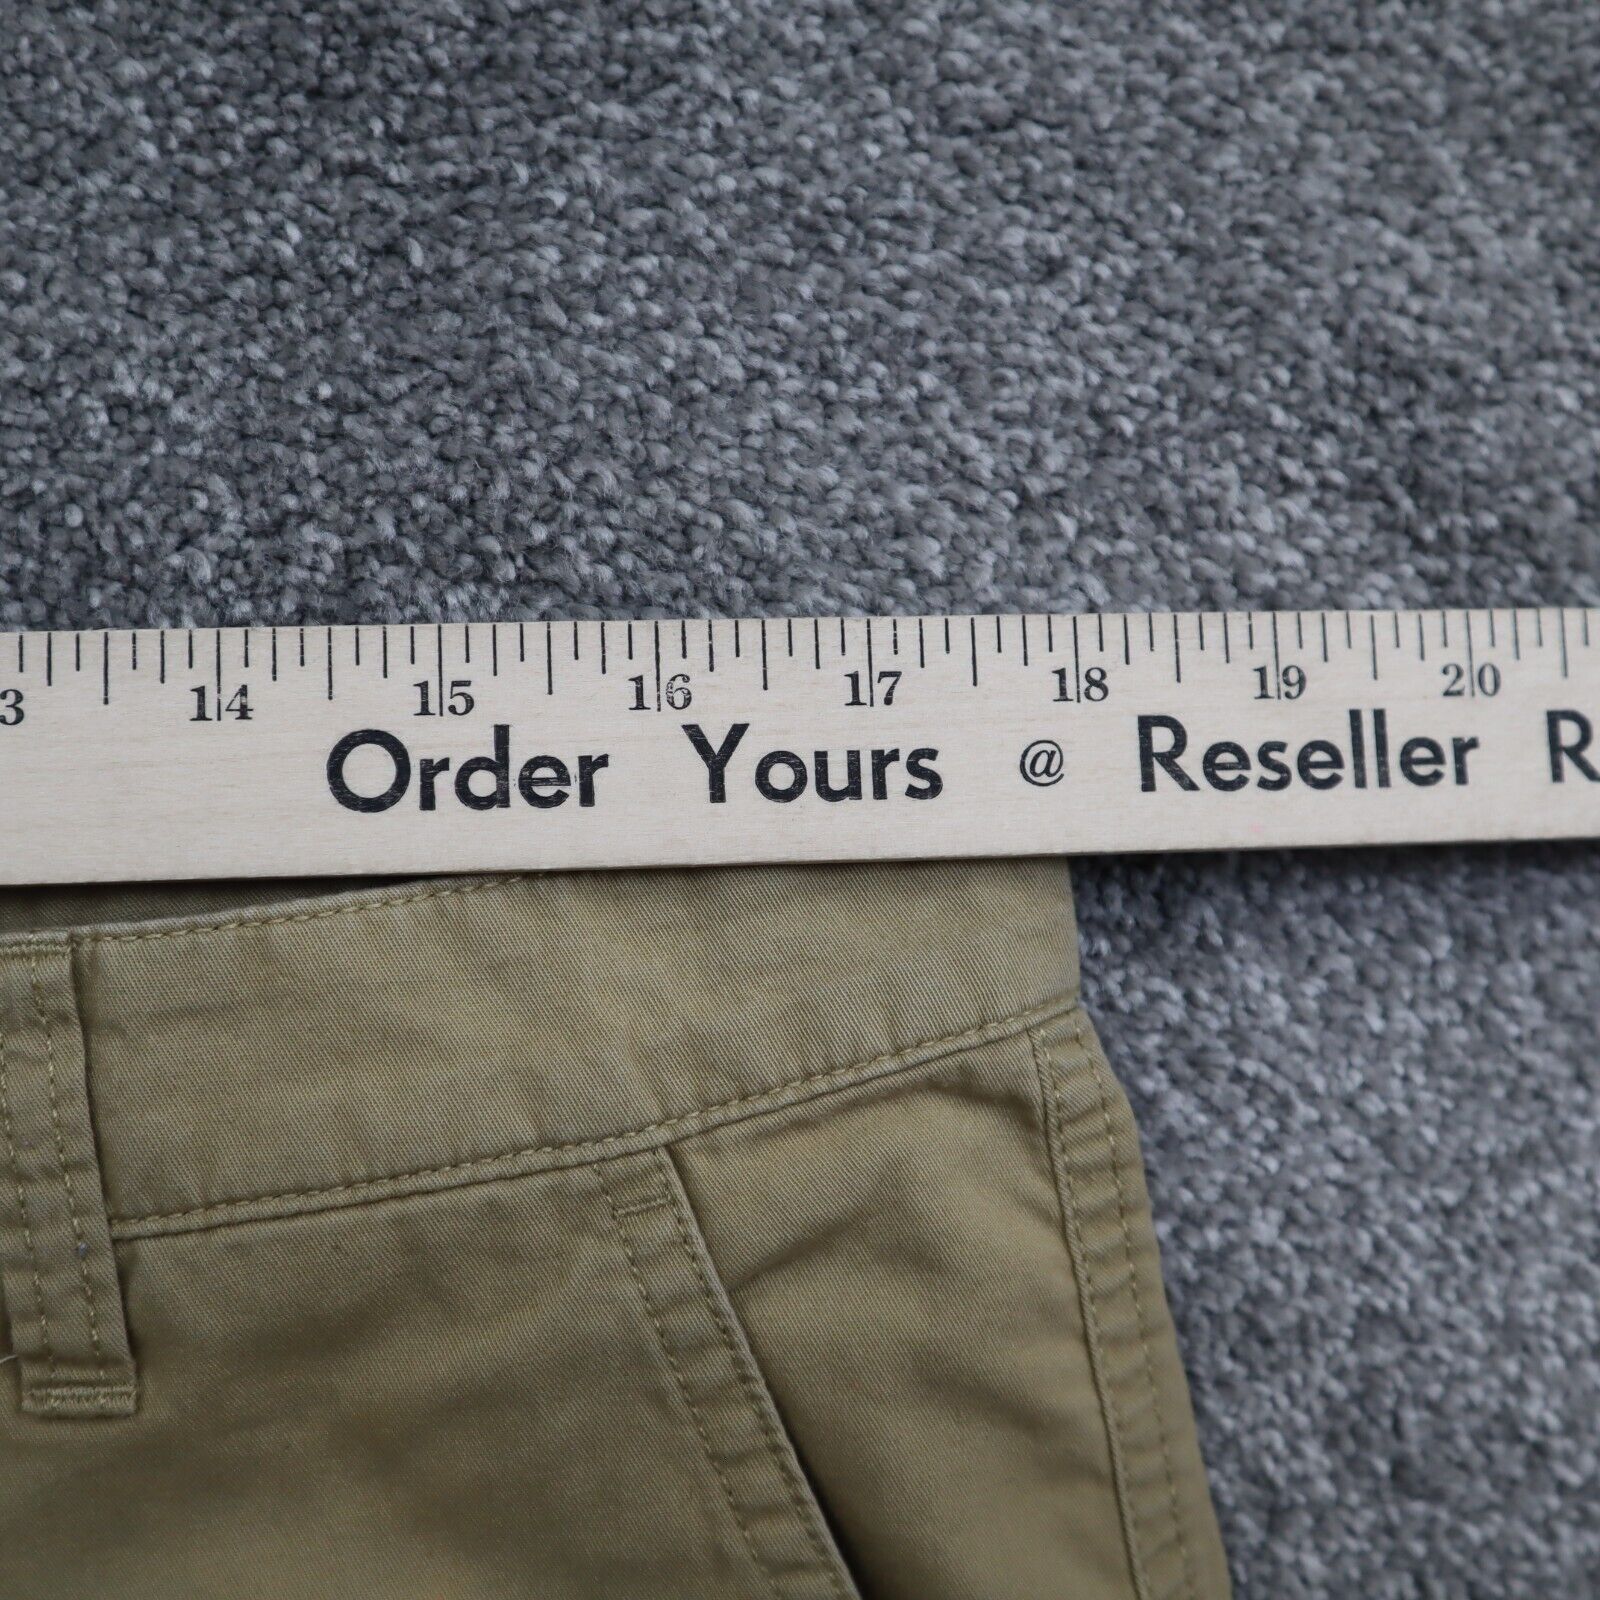 3 14 15 16 17 18 19 20
Order Yours @ Reseller R